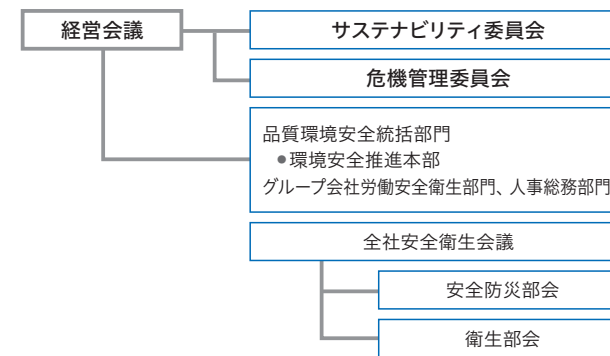 経営会議
サステナビリティ委員会
危機管理委員会
品質環境安全統括部門
●環境安全推進本部
グループ会社労働安全衛生部門、人事総務部門
全社安全衛生会議
安全防災部会
衛生部会